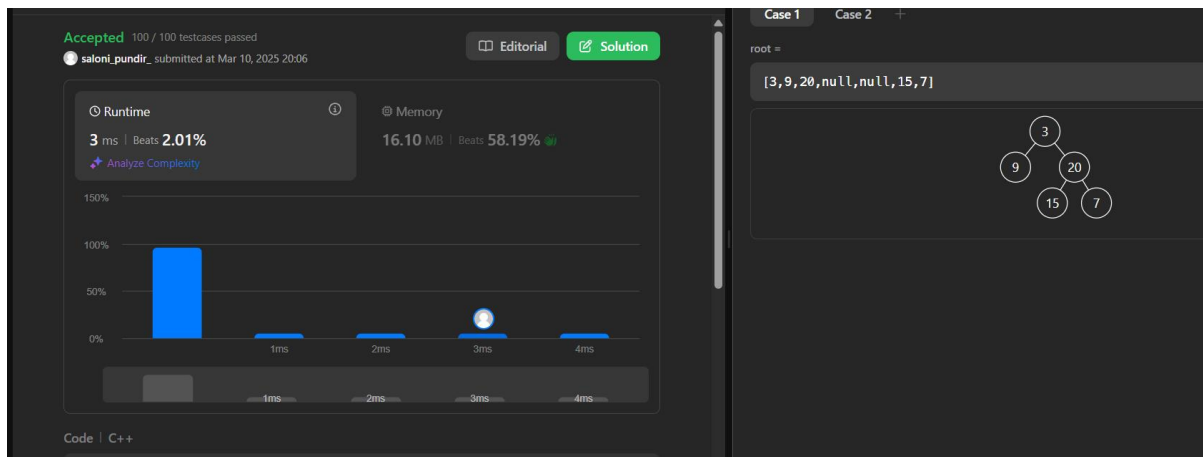 Accepted 100 / 100 testcases passed
saloni_pundir_ submitted at Mar 10, 2025 20:06
Editorial
Solution
Runtime
3 ms | Beats 2.01%
Analyze Complexity
Memory
16.10 MB | Beats 58.19%
150%
100%
50%
0%
1ms 2ms 3ms 4ms
1ms 2ms 3ms 4ms
Code | C++
Case 1 Case 2 +
root =
[3,9,20,null,null,15,7]
3
9 20
15 7